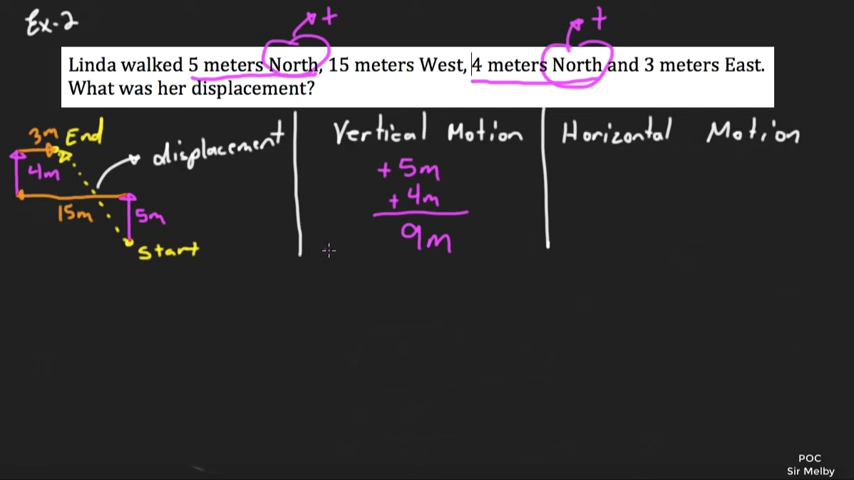 Ex-2
+
+
Linda walked 5 meters North, 15 meters West, 4 meters North and 3 meters East.
What was her displacement?
3m End
4m
15m
5m
Start
displacement
Vertical Motion
+5m
+4m
9m
Horizontal Motion
POC
Sir Melby